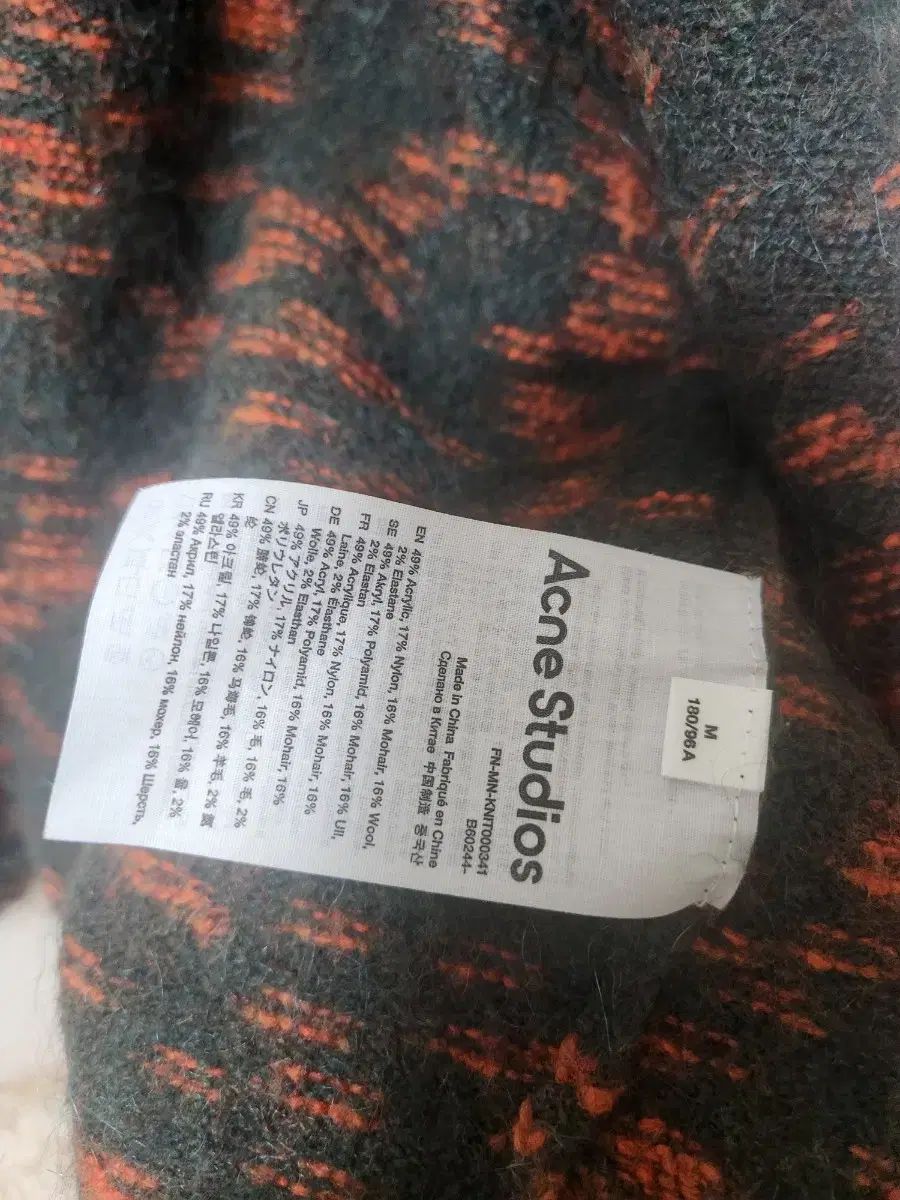 M
180/96A
Acne Studios
FN-MN-KNIT000341
B60244-
Made in China Fabriqué en Chine
Сделано в Китае 中国制造 중국산
EN 49% Acrylic, 17% Nylon, 16% Mohair, 16% Wool,
2% Elastane
SE 49% Akryl, 17% Polyamid, 16% Mohair, 16% Ull,
2% Elastan
FR 49% Acrylique, 17% Nylon, 16% Mohair, 16%
Laine, 2% Élasthane
DE 49% Acryl, 17% Polyamid, 16% Mohair, 16%
Wolle, 2% Elasthan
JP 49% アクリル, 17% ナイロン, 16% 毛, 16% 毛, 2%
ポリウレタン
CN 49% 腈纶, 17% 锦纶, 16% 马海毛, 16% 羊毛, 2% 氨
纶
KR 49% 아크릴, 17% 나일론, 16% 모헤어, 16% 울, 2%
엘라스틴
RU 49% Акрил, 17% нейлон, 16% мохер, 16% Шерсть,
2% эластан